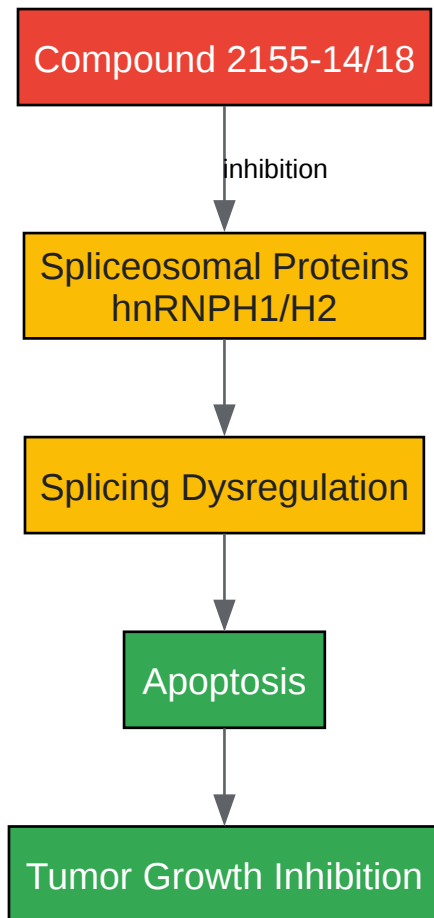 Compound 2155-14/18
inhibition
Spliceosomal Proteins
hnRNPH1/H2
Splicing Dysregulation
Apoptosis
Tumor Growth Inhibition